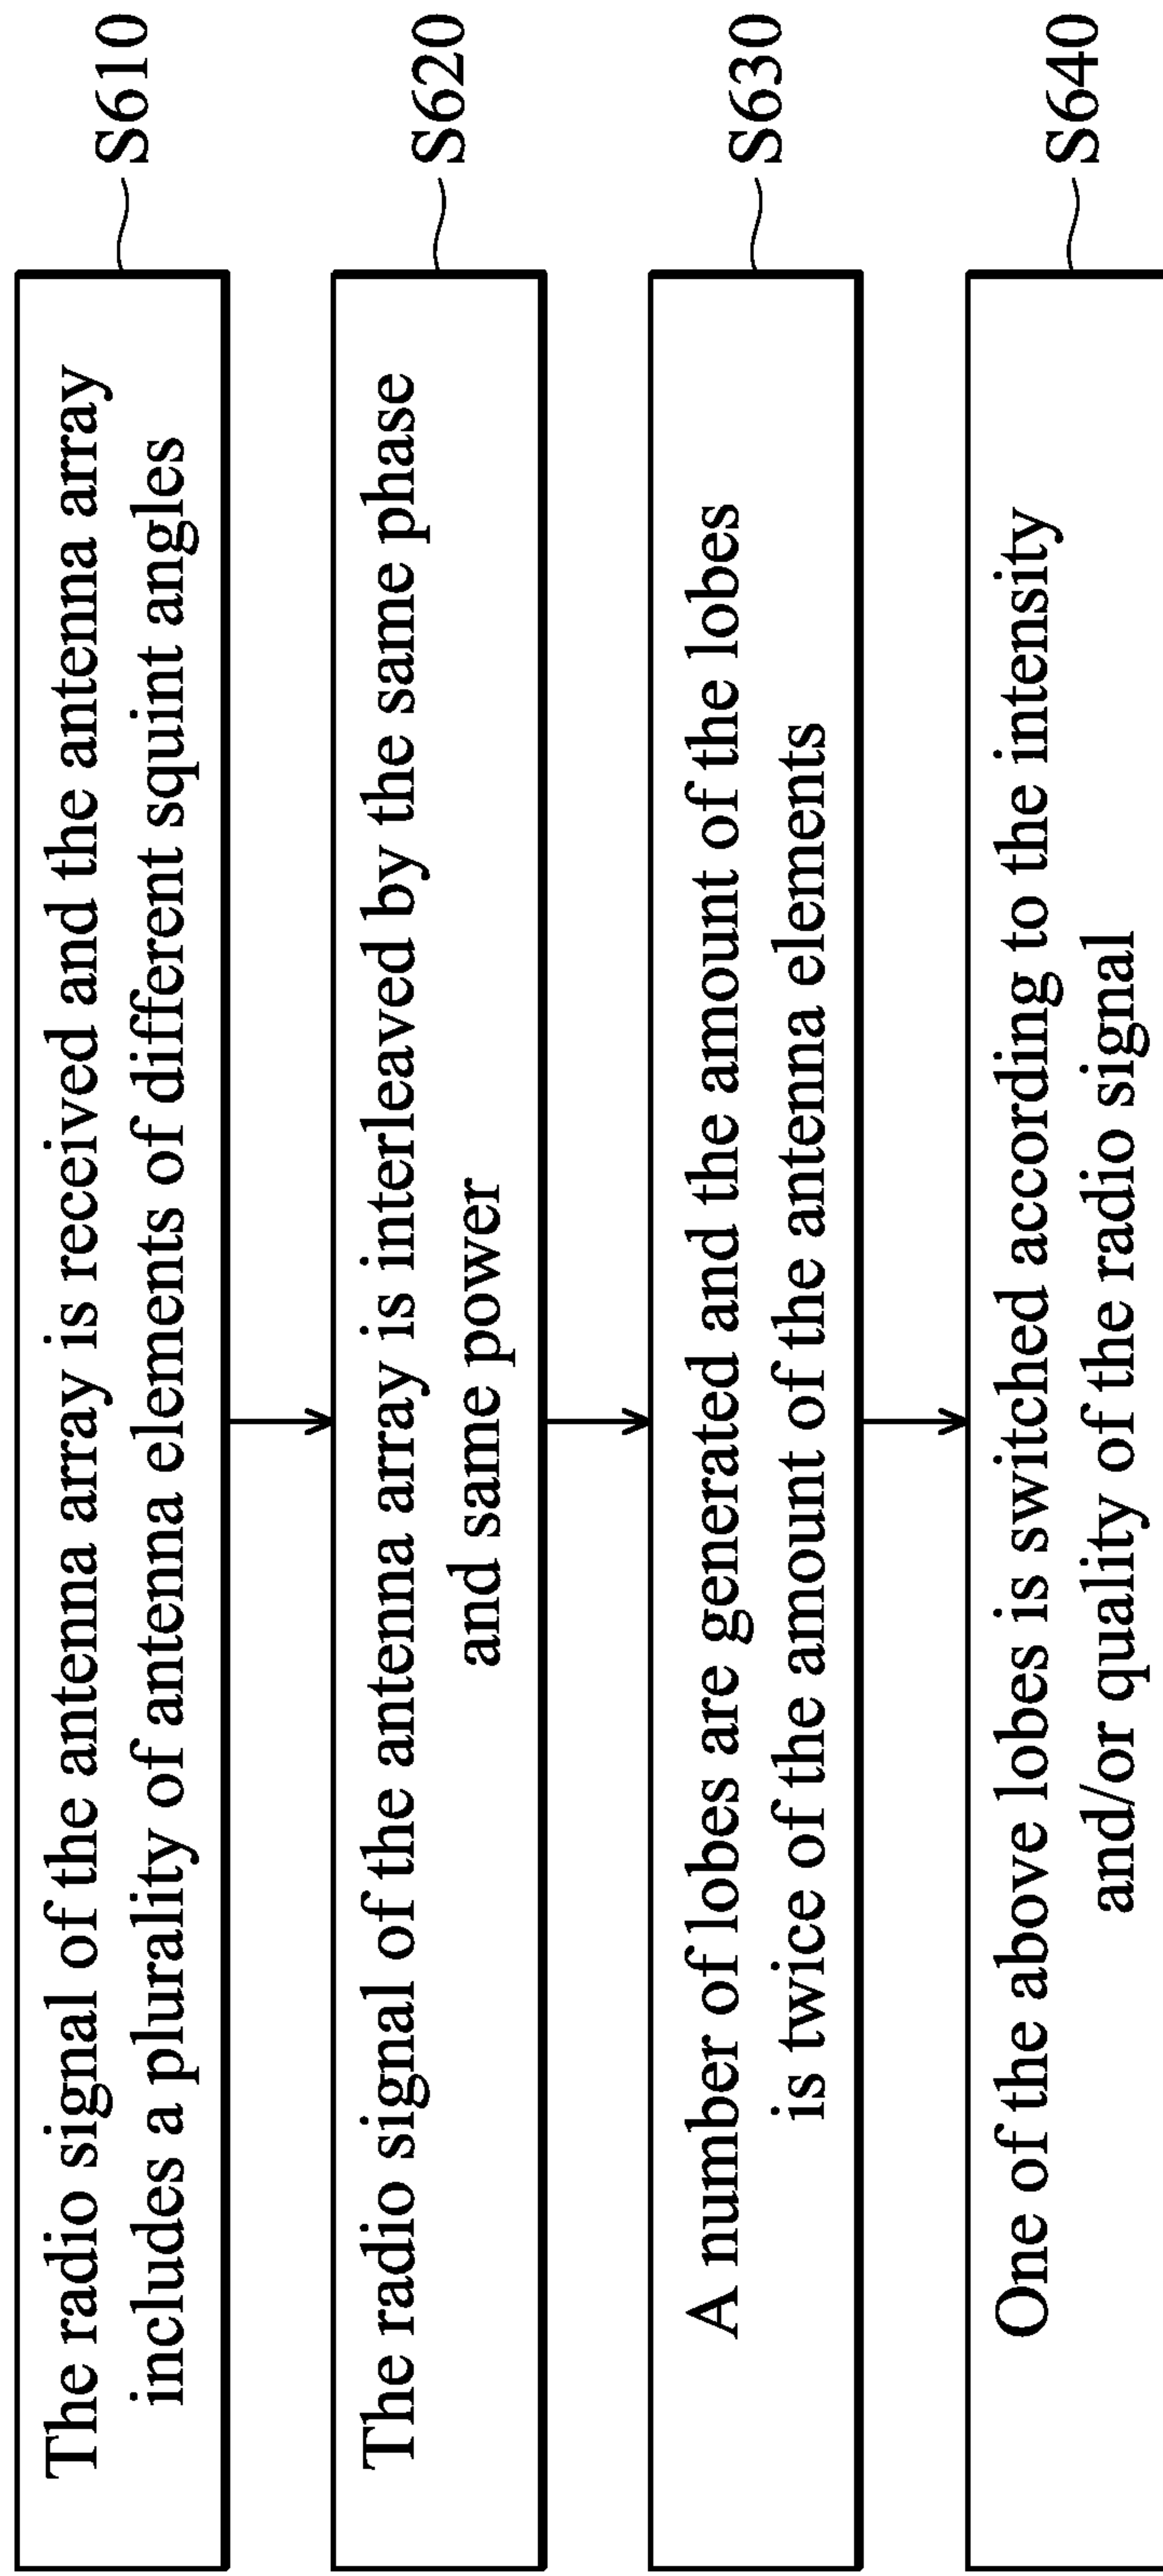 The radio signal of the antenna array is received and the antenna array
includes a plurality of antenna elements of different squint angles
S610
The radio signal of the antenna array is interleaved by the same phase
and same power
S620
A number of lobes are generated and the amount of the lobes
is twice of the amount of the antenna elements
S630
One of the above lobes is switched according to the intensity
and/or quality of the radio signal
S640